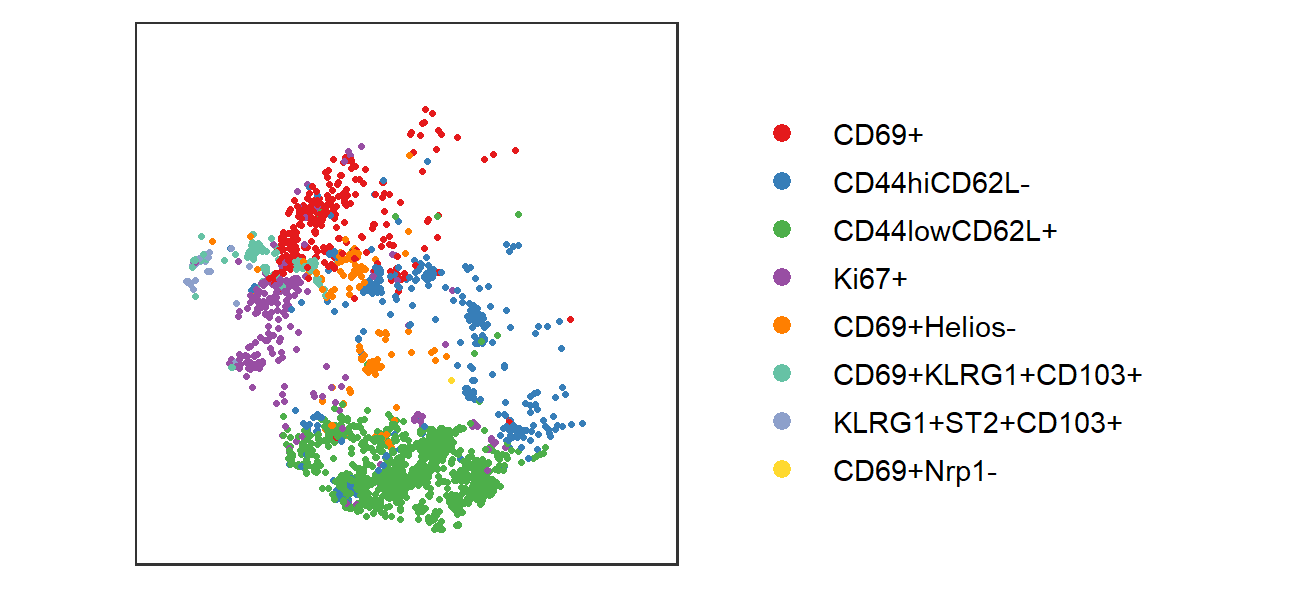 CD69+
CD44hiCD62L-
CD44lowCD62L+
Ki67+
CD69+Helios-
CD69+KLRG1+CD103+
KLRG1+ST2+CD103+
CD69+Nrp1-